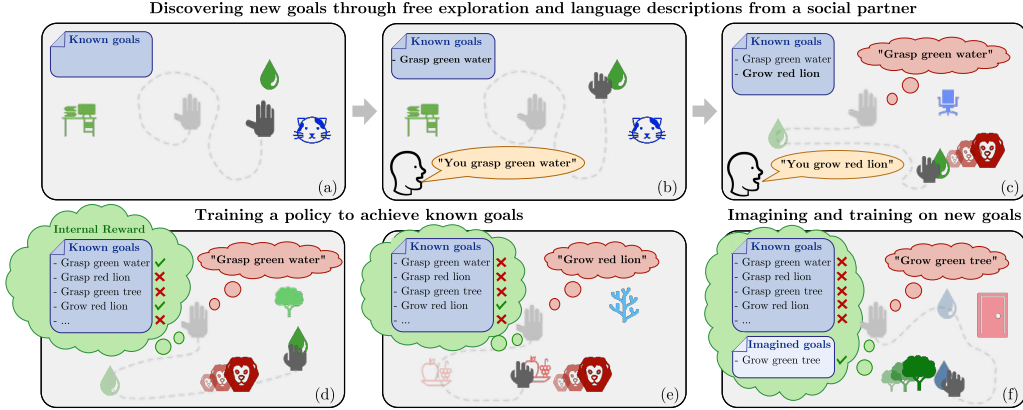 Discovering new goals through free exploration and language descriptions from a social partner
Known goals
(a)
Known goals
- Grasp green water
"You grasp green water"
(b)
Known goals
- Grasp green water
- Grow red lion
"Grasp green water"
"You grow red lion"
(c)
Training a policy to achieve known goals
Imagining and training on new goals
Internal Reward
Known goals
- Grasp green water
- Grasp red lion
- Grasp green tree
- Grow red lion
- ...
"Grasp green water"
(d)
Known goals
- Grasp green water
- Grasp red lion
- Grasp green tree
- Grow red lion
- ...
"Grow red lion"
(e)
Known goals
- Grasp green water
- Grasp red lion
- Grasp green tree
- Grow red lion
- ...
Imagined goals
- Grow green tree
"Grow green tree"
(f)